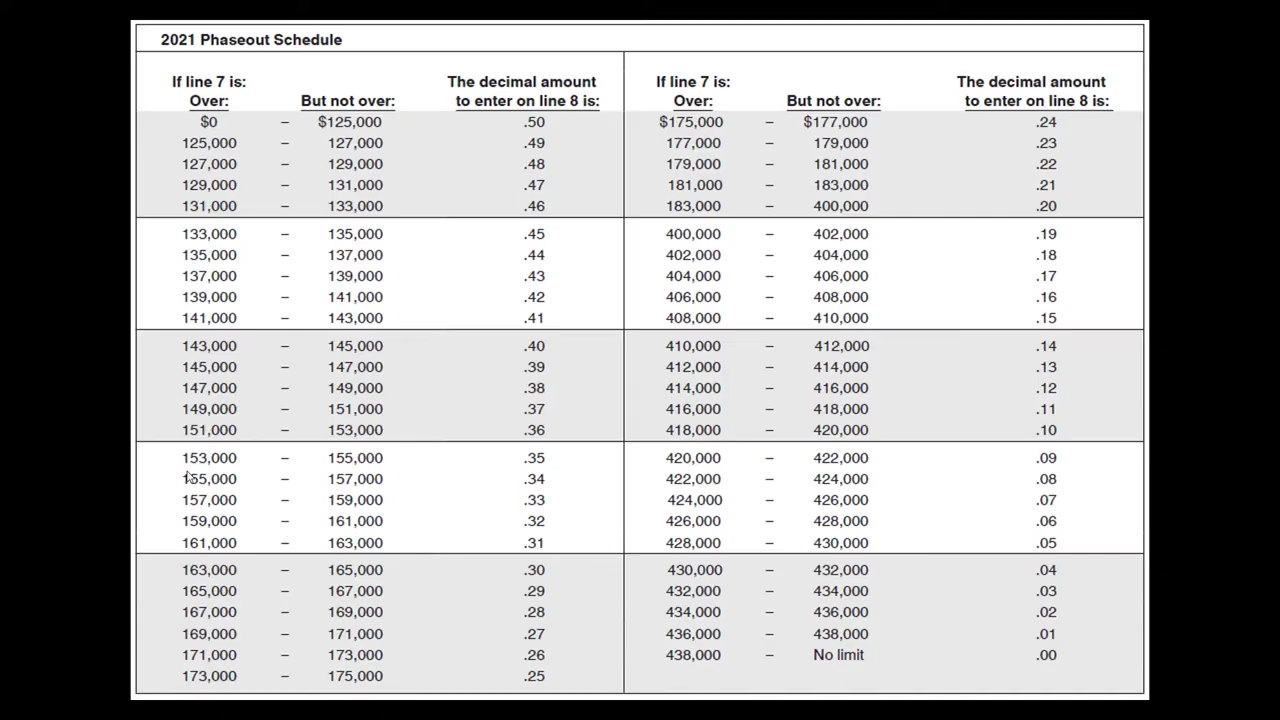 2021 Phaseout Schedule
If line 7 is: The decimal amount
Over: But not over: to enter on line 8 is:
$0 – $125,000 .50
125,000 – 127,000 .49
127,000 – 129,000 .48
129,000 – 131,000 .47
131,000 – 133,000 .46
133,000 – 135,000 .45
135,000 – 137,000 .44
137,000 – 139,000 .43
139,000 – 141,000 .42
141,000 – 143,000 .41
143,000 – 145,000 .40
145,000 – 147,000 .39
147,000 – 149,000 .38
149,000 – 151,000 .37
151,000 – 153,000 .36
153,000 – 155,000 .35
155,000 – 157,000 .34
157,000 – 159,000 .33
159,000 – 161,000 .32
161,000 – 163,000 .31
163,000 – 165,000 .30
165,000 – 167,000 .29
167,000 – 169,000 .28
169,000 – 171,000 .27
171,000 – 173,000 .26
173,000 – 175,000 .25
If line 7 is: The decimal amount
Over: But not over: to enter on line 8 is:
$175,000 – $177,000 .24
177,000 – 179,000 .23
179,000 – 181,000 .22
181,000 – 183,000 .21
183,000 – 400,000 .20
400,000 – 402,000 .19
402,000 – 404,000 .18
404,000 – 406,000 .17
406,000 – 408,000 .16
408,000 – 410,000 .15
410,000 – 412,000 .14
412,000 – 414,000 .13
414,000 – 416,000 .12
416,000 – 418,000 .11
418,000 – 420,000 .10
420,000 – 422,000 .09
422,000 – 424,000 .08
424,000 – 426,000 .07
426,000 – 428,000 .06
428,000 – 430,000 .05
430,000 – 432,000 .04
432,000 – 434,000 .03
434,000 – 436,000 .02
436,000 – 438,000 .01
438,000 – No limit .00